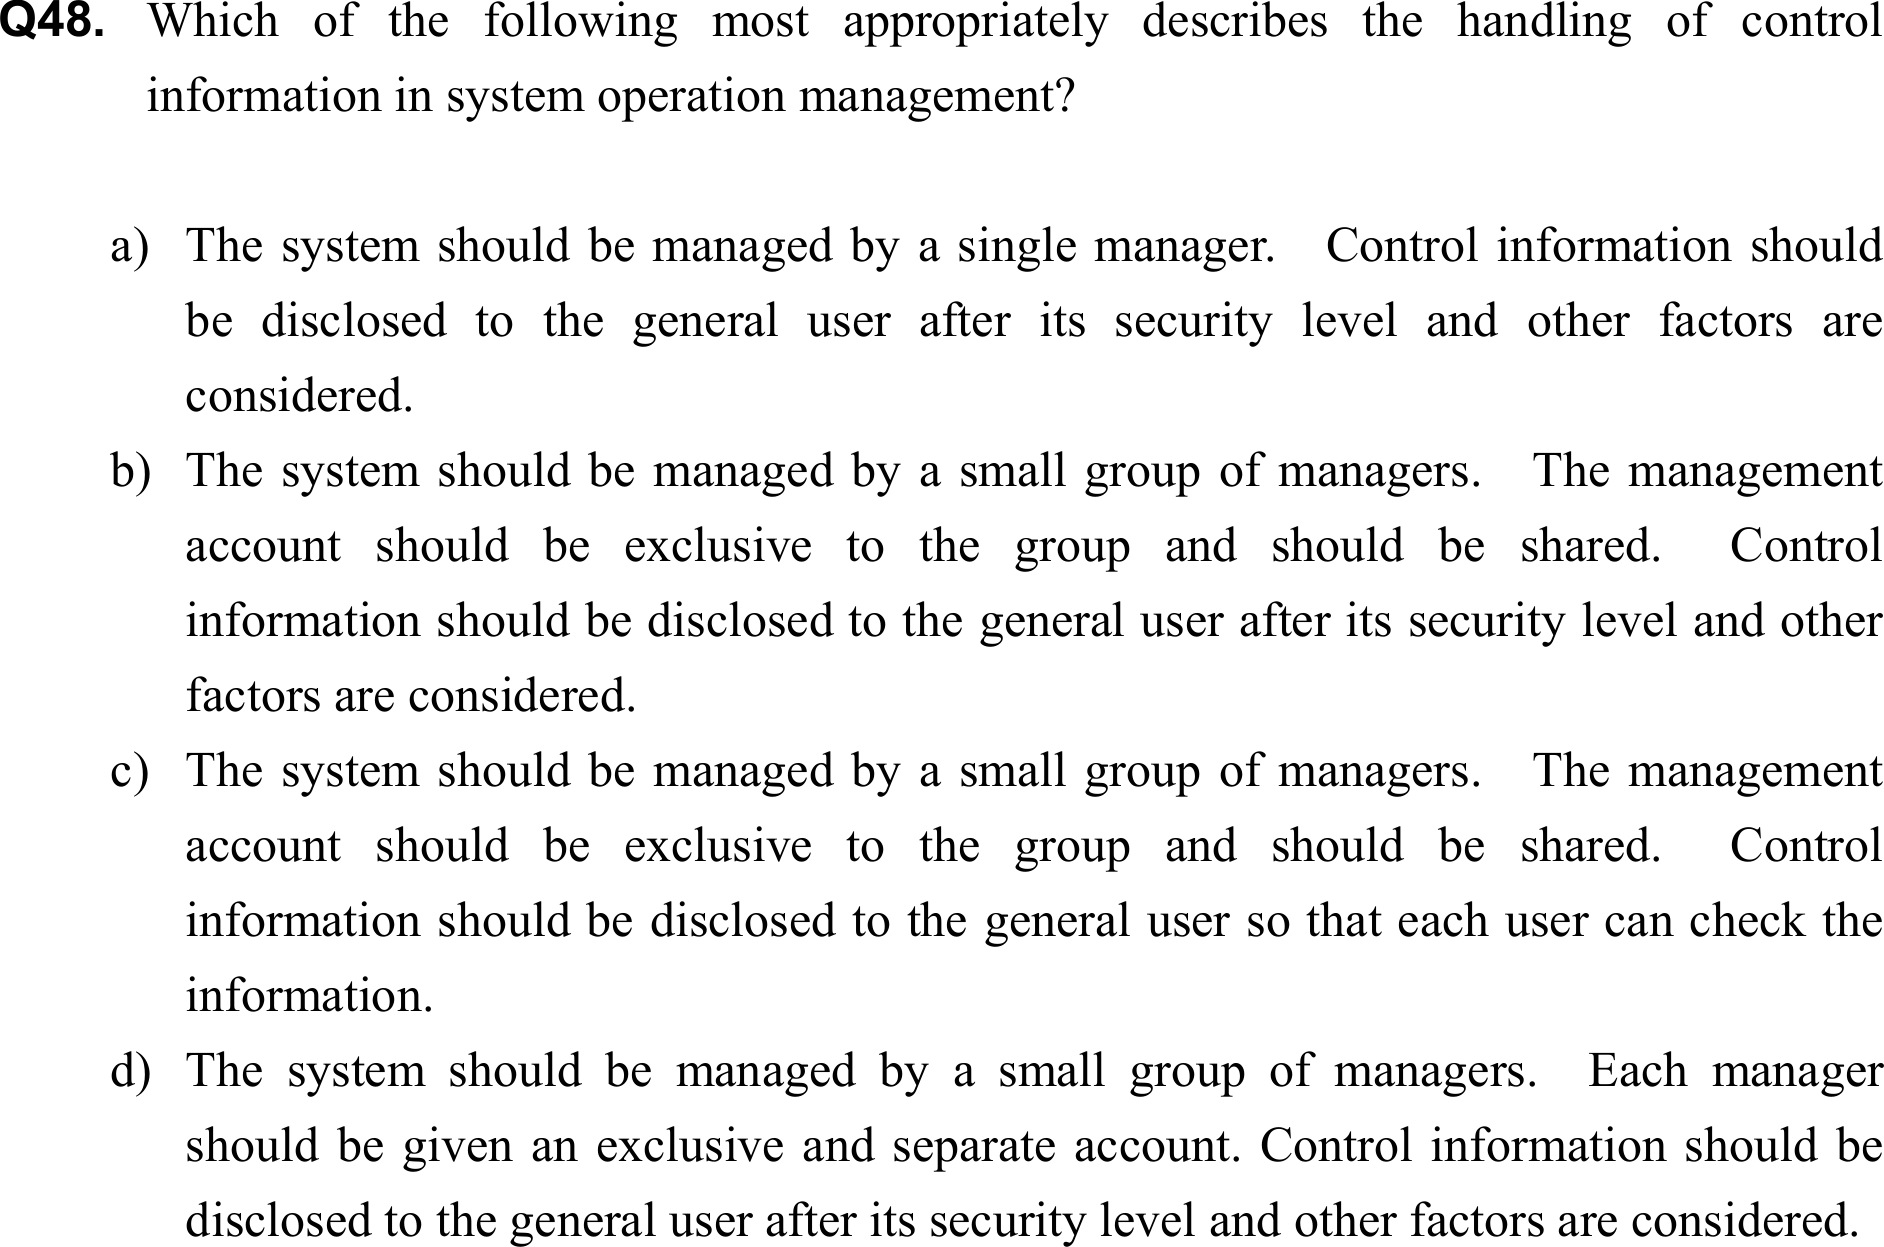 Q48. Which of the following most appropriately describes the handling of control
information in system operation management?
a) The system should be managed by a single manager. Control information should
be disclosed to the general user after its security level and other factors are
considered.
b) The system should be managed by a small group of managers. The management
account should be exclusive to the group and should be shared. Control
information should be disclosed to the general user after its security level and other
factors are considered.
c) The system should be managed by a small group of managers. The management
account should be exclusive to the group and should be shared. Control
information should be disclosed to the general user so that each user can check the
information.
d) The system should be managed by a small group of managers. Each manager
should be given an exclusive and separate account. Control information should be
disclosed to the general user after its security level and other factors are considered.